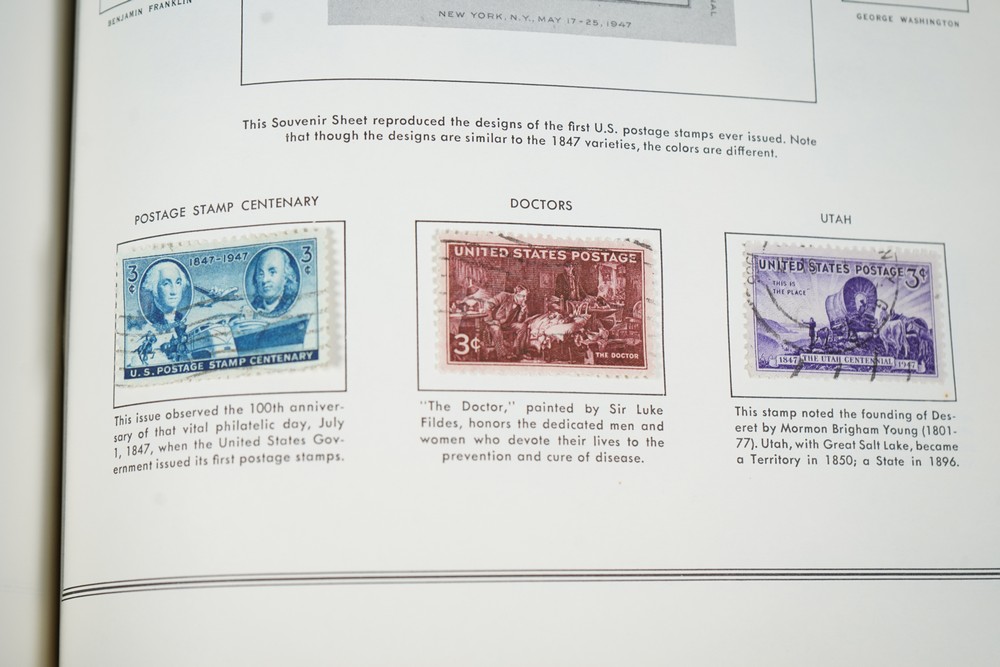 BENJAMIN FRANKLIN
NEW YORK, N.Y., MAY 17-25, 1947
GEORGE WASHINGTON
This Souvenir Sheet reproduced the designs of the first U.S. postage stamps ever issued. Note
that though the designs are similar to the 1847 varieties, the colors are different.
POSTAGE STAMP CENTENARY
1847-1947
3¢
3¢
U.S. POSTAGE STAMP CENTENARY
This issue observed the 100th anniver-
sary of that vital philatelic day, July
1, 1847, when the United States Gov-
ernment issued its first postage stamps.
DOCTORS
UNITED STATES POSTAGE
3¢
THE DOCTOR
"The Doctor," painted by Sir Luke
Fildes, honors the dedicated men and
women who devote their lives to the
prevention and cure of disease.
UTAH
UNITED STATES POSTAGE 3¢
THIS IS
THE PLACE
1847 THE UTAH CENTENNIAL 1947
This stamp noted the founding of Des-
eret by Mormon Brigham Young (1801-
77). Utah, with Great Salt Lake, became
a Territory in 1850; a State in 1896.